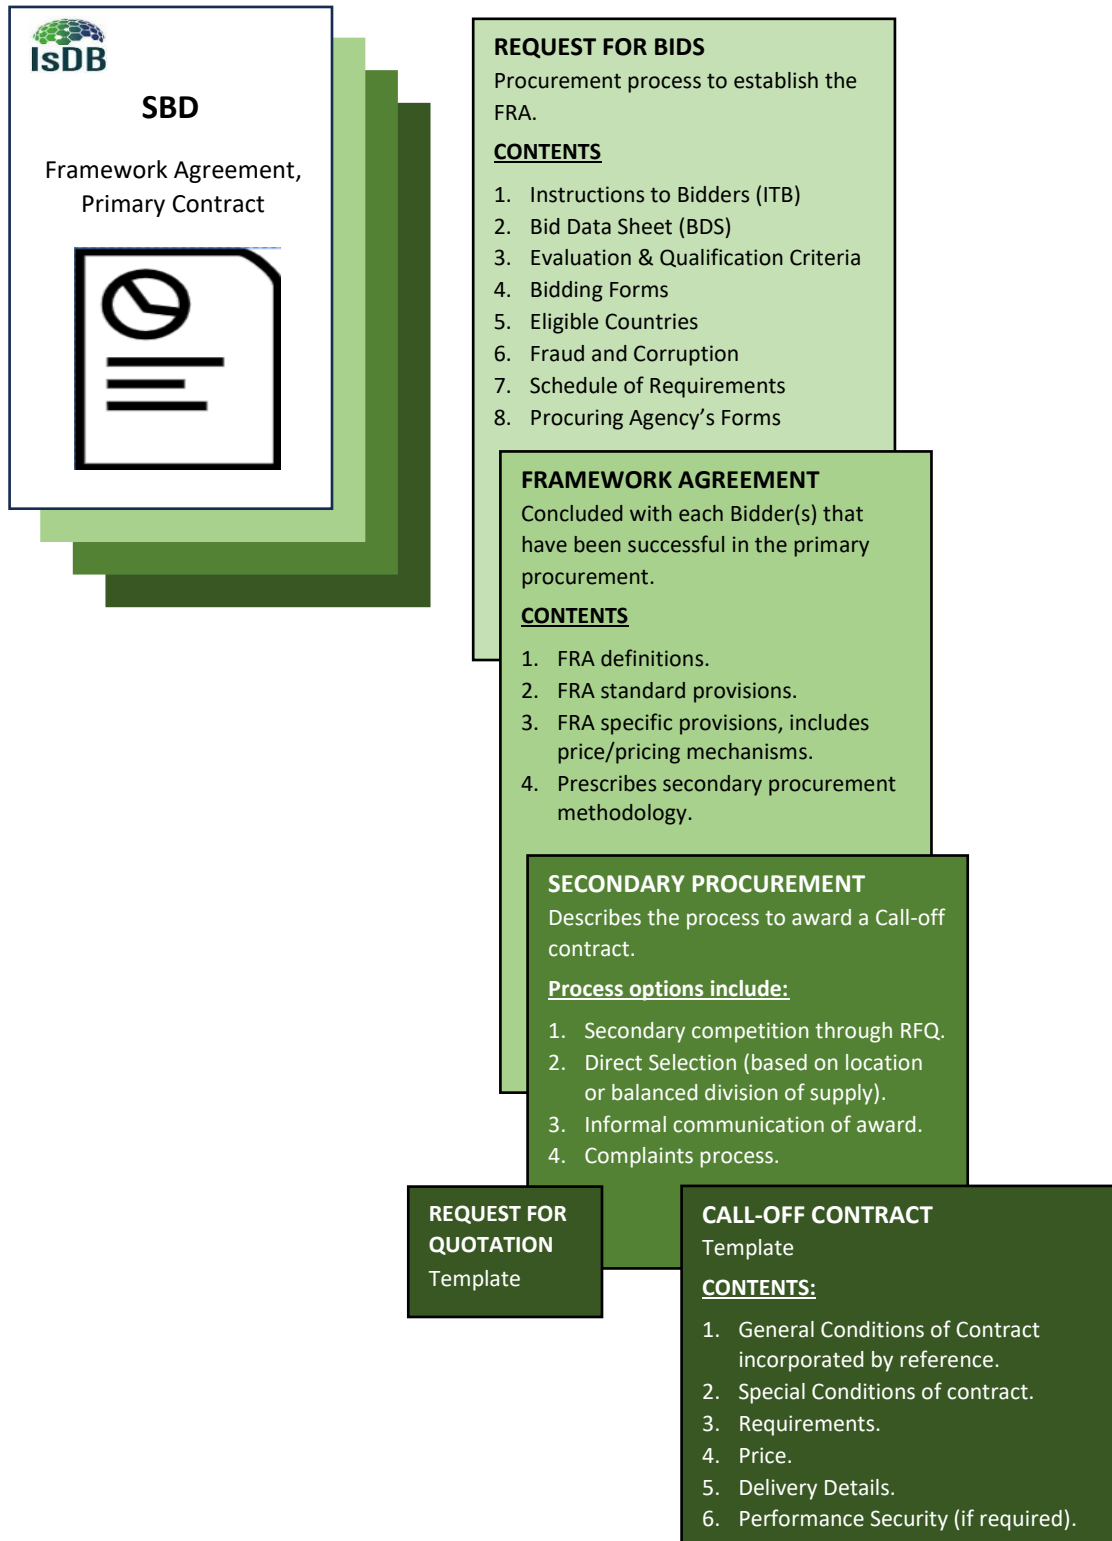 IsDB
SBD
Framework Agreement,
Primary Contract
REQUEST FOR BIDS
Procurement process to establish the
FRA.
CONTENTS
1. Instructions to Bidders (ITB)
2. Bid Data Sheet (BDS)
3. Evaluation & Qualification Criteria
4. Bidding Forms
5. Eligible Countries
6. Fraud and Corruption
7. Schedule of Requirements
8. Procuring Agency’s Forms
FRAMEWORK AGREEMENT
Concluded with each Bidder(s) that
have been successful in the primary
procurement.
CONTENTS
1. FRA definitions.
2. FRA standard provisions.
3. FRA specific provisions, includes
price/pricing mechanisms.
4. Prescribes secondary procurement
methodology.
SECONDARY PROCUREMENT
Describes the process to award a Call-off
contract.
Process options include:
1. Secondary competition through RFQ.
2. Direct Selection (based on location
or balanced division of supply).
3. Informal communication of award.
4. Complaints process.
REQUEST FOR
QUOTATION
Template
CALL-OFF CONTRACT
Template
CONTENTS:
1. General Conditions of Contract
incorporated by reference.
2. Special Conditions of contract.
3. Requirements.
4. Price.
5. Delivery Details.
6. Performance Security (if required).